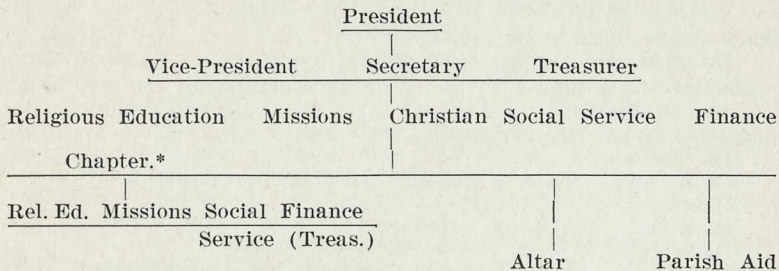 President
Vice-President Secretary Treasurer
Religious Education Missions Christian Social Service Finance
Chapter.*
Rel. Ed. Missions Social Finance
Service (Treas.)
Altar Parish Aid